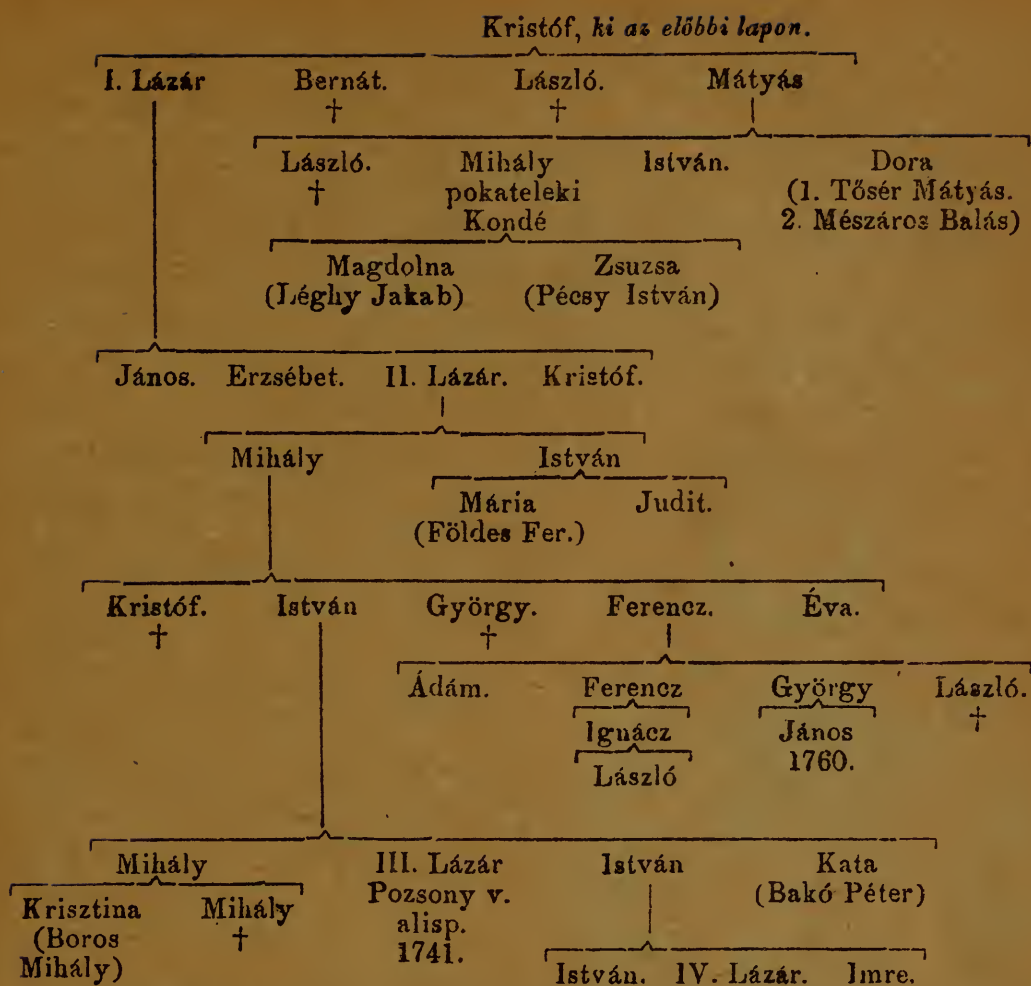 Kristóf, ki az előbbi lapon.
I. Lázár Bernát. László. Mátyás
† †
László. Mihály István. Dora
† pokateleki (1. Tősér Mátyás.
Kondé 2. Mészáros Balás)
Magdolna Zsuzsa
(Léghy Jakab) (Pécsy István)
János. Erzsébet. II. Lázár. Kristóf.
Mihály István
Mária Judit.
(Földes Fer.)
Kristóf. István György. Ferencz. Éva.
† †
Ádám. Ferencz György László.
Ignácz János †
László 1760.
Mihály III. Lázár István Kata
Pozsony v. (Bakó Péter)
Krisztina Mihály alisp.
(Boros † 1741.
Mihály) István. IV. Lázár. Imre.